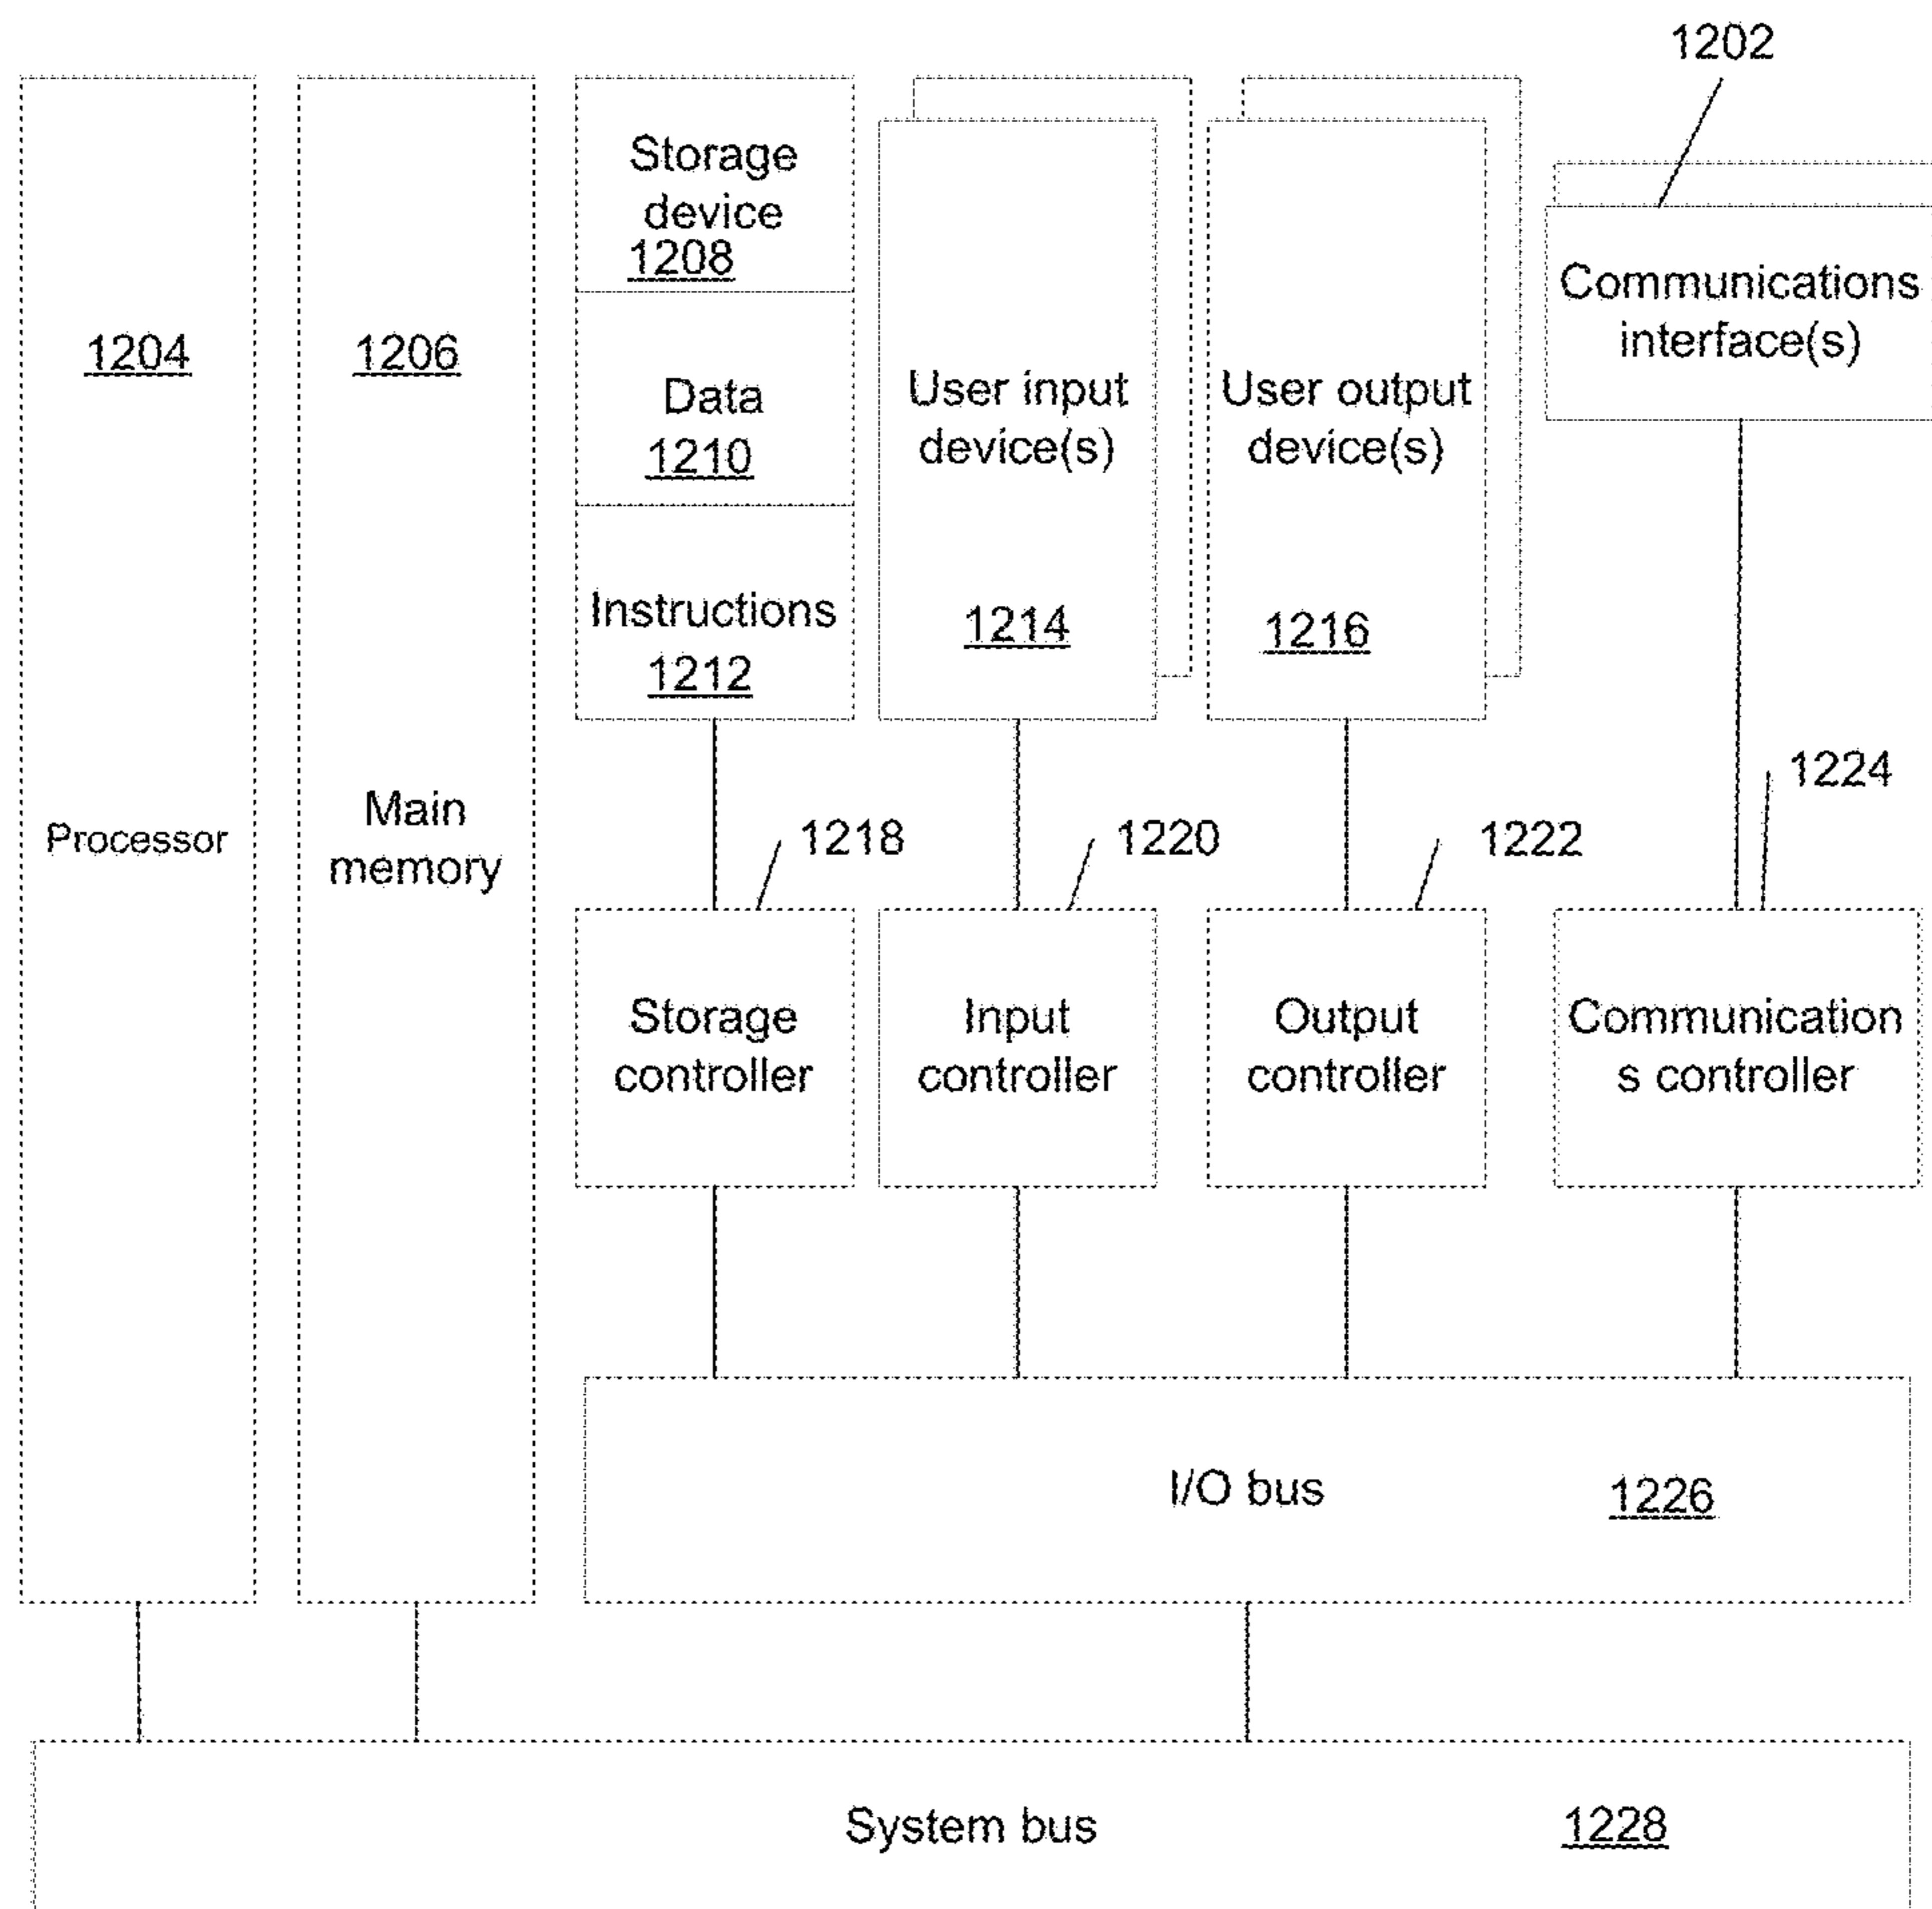 1202
Storage
device
1208
1204
1206
Data
1210
User input
device(s)
User output
device(s)
Communications
interface(s)
Instructions
1212
1214
1216
Processor
Main
memory
1218
1220
1222
1224
Storage
controller
Input
controller
Output
controller
Communication
s controller
I/O bus
1226
System bus
1228